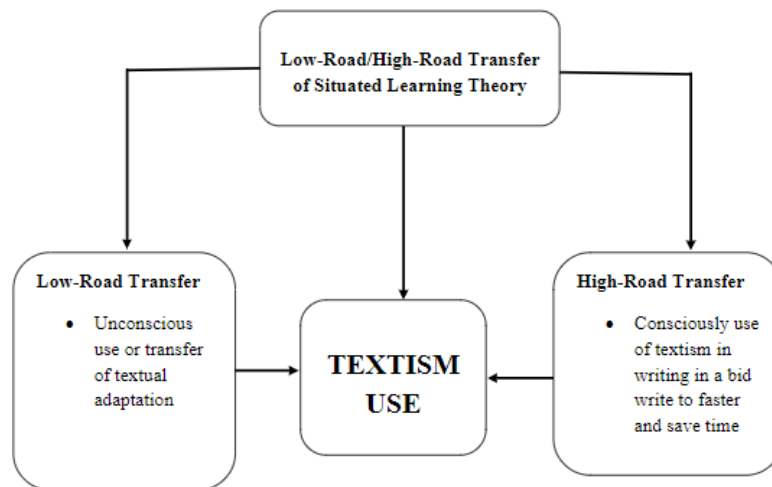 Low-Road/High-Road Transfer
of Situated Learning Theory
Low-Road Transfer
• Unconscious
use or transfer
of textual
adaptation
TEXTISM
USE
High-Road Transfer
• Consciously use
of textism in
writing in a bid
write to faster
and save time